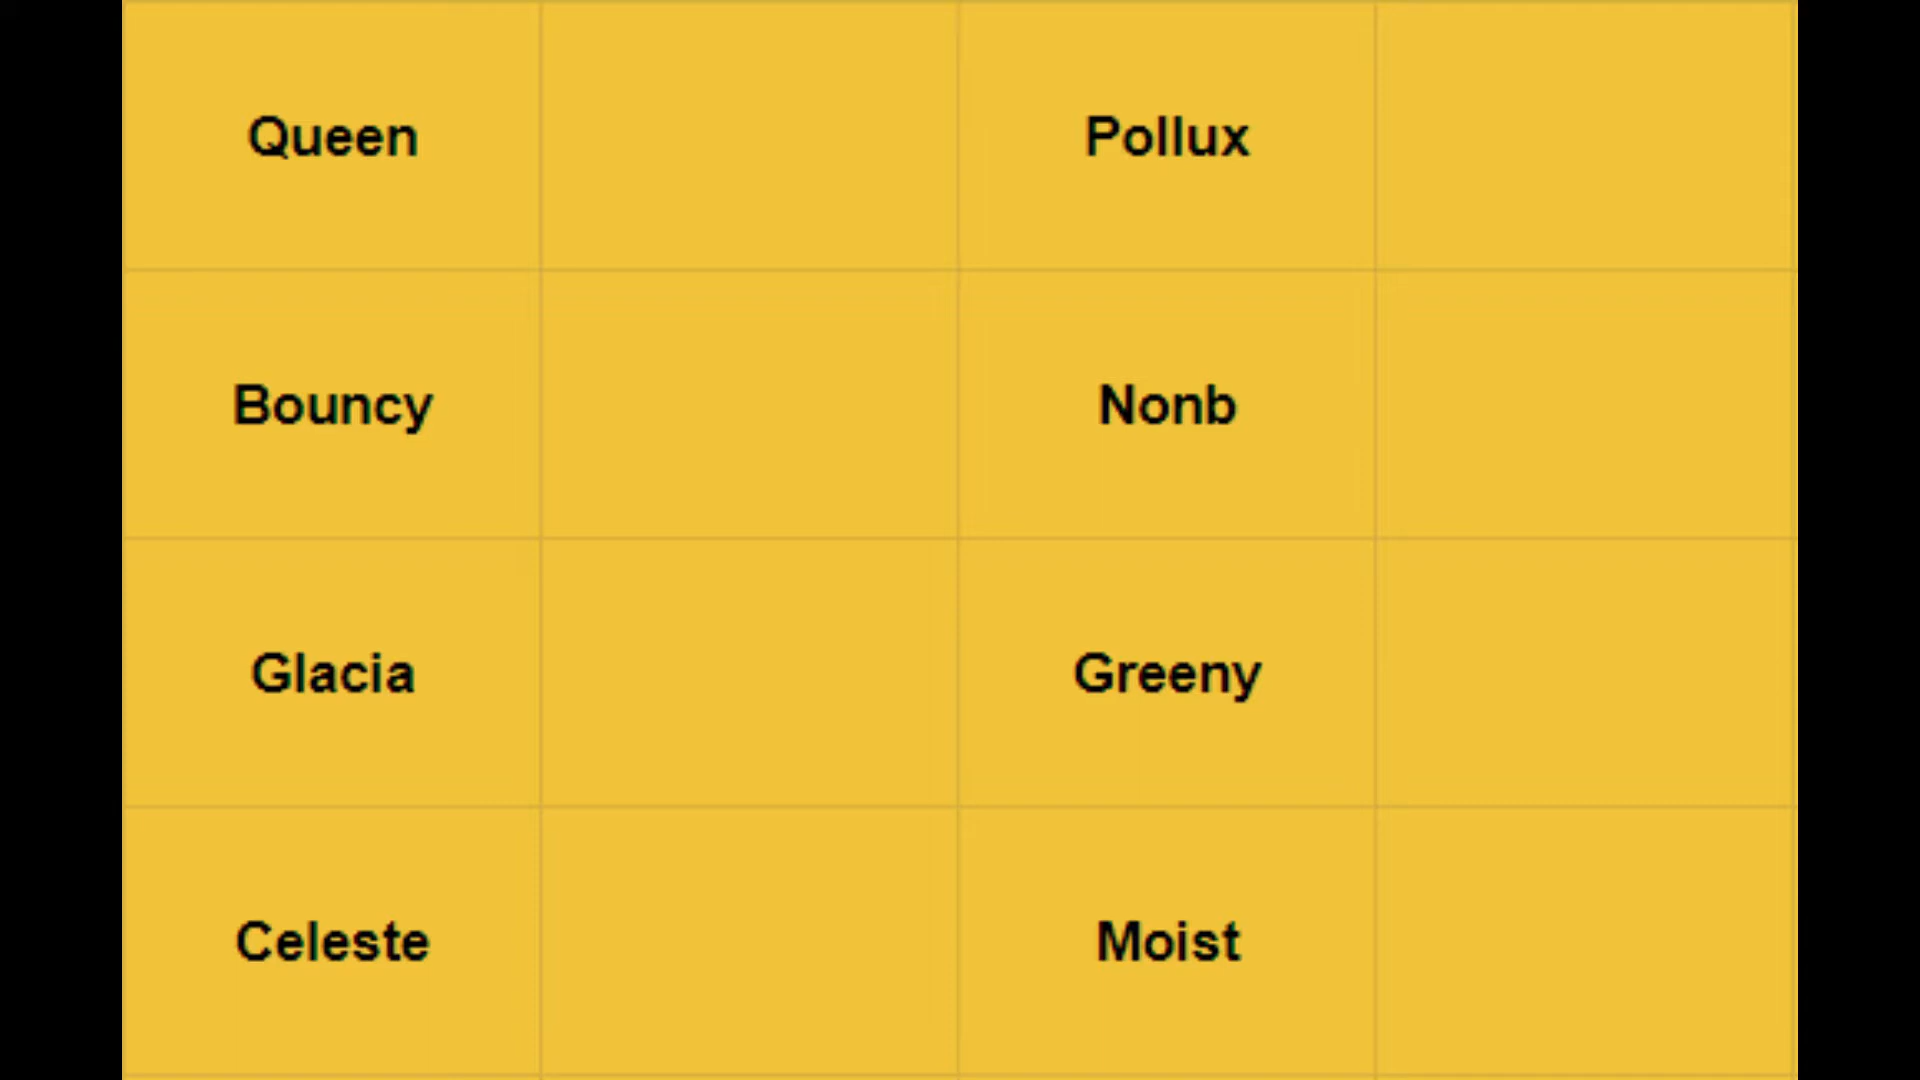 Queen
Pollux
Bouncy
Nonb
Glacia
Greeny
Celeste
Moist